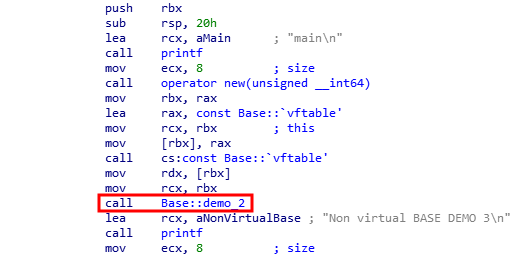 push rbx
sub rsp, 20h
lea rcx, aMain ; "main\n"
call printf
mov ecx, 8 ; size
call operator new(unsigned __int64)
mov rbx, rax
lea rax, const Base::`vftable'
mov rcx, rbx ; this
mov [rbx], rax
call cs:const Base::`vftable'
mov rdx, [rbx]
mov rcx, rbx
call Base::demo_2
lea rcx, aNonVirtualBase ; "Non virtual BASE DEMO 3\n"
call printf
mov ecx, 8 ; size